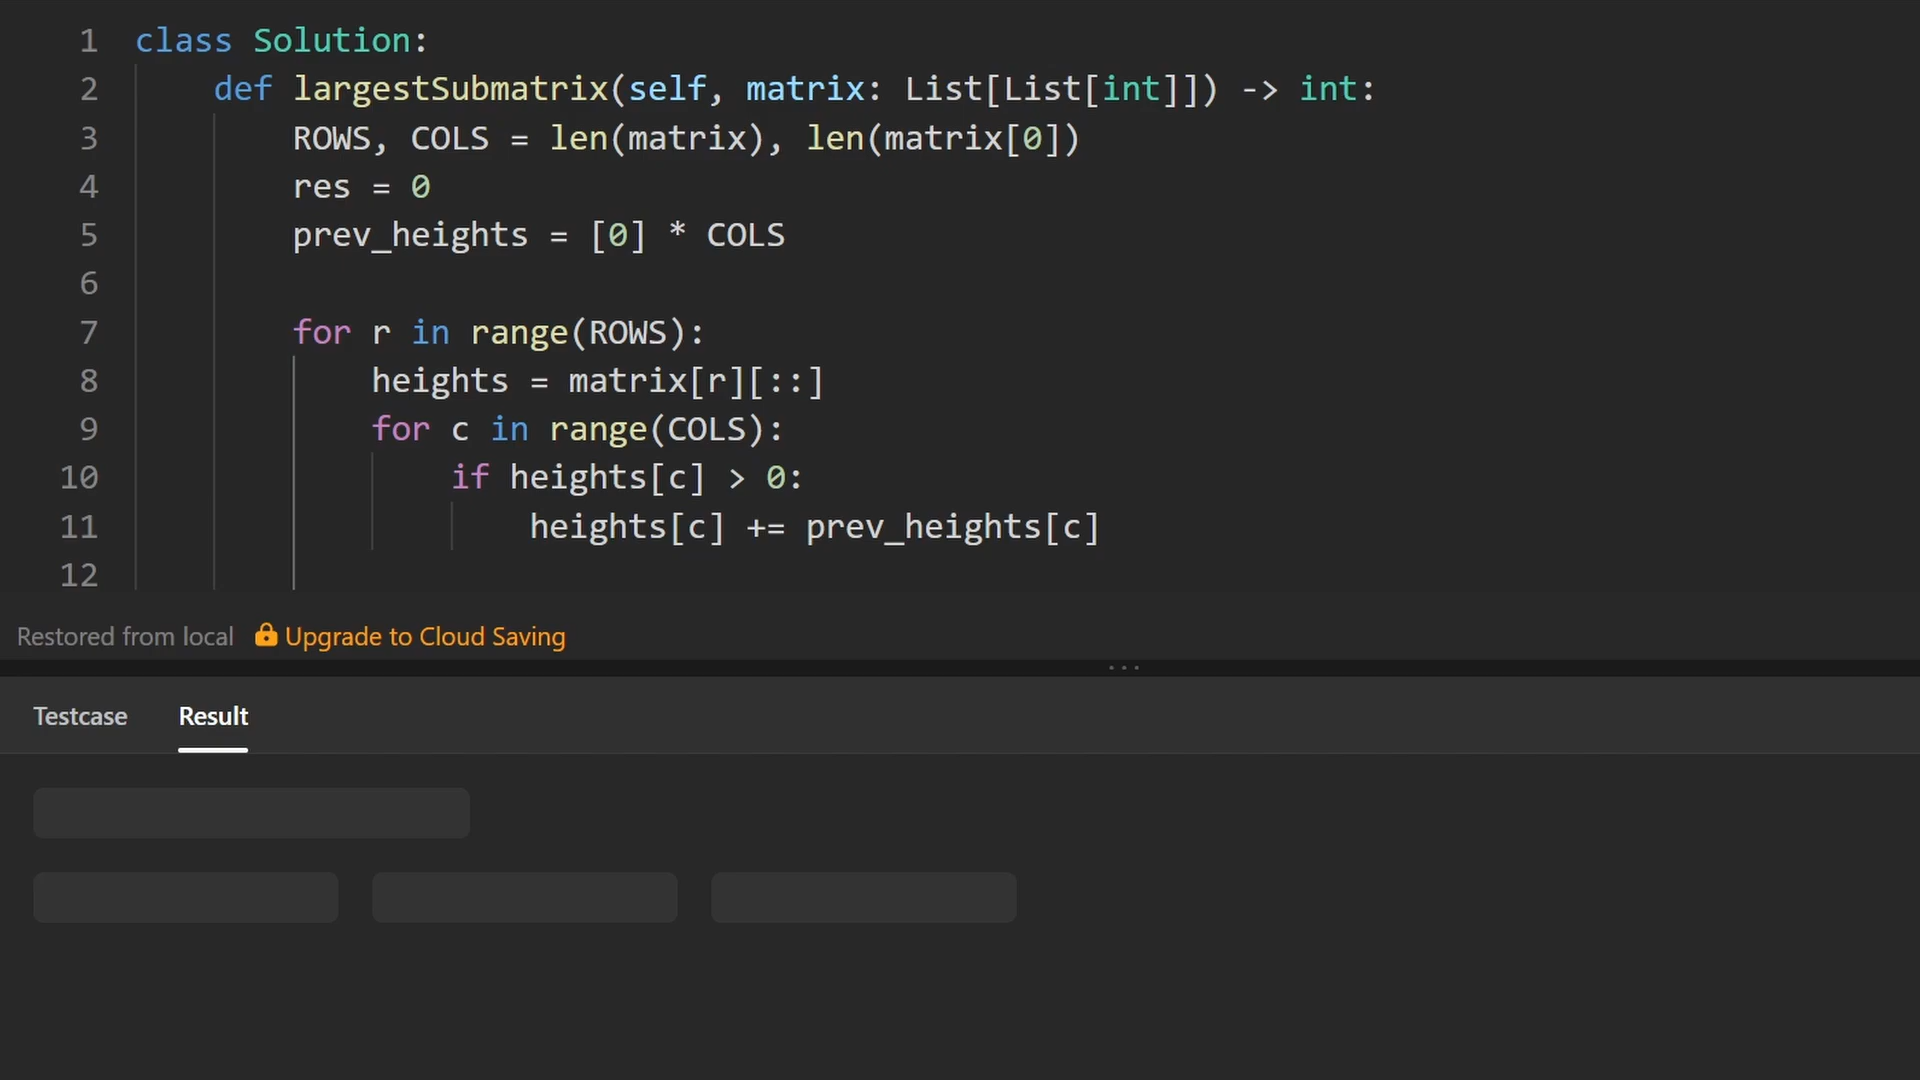 1 class Solution:
2     def largestSubmatrix(self, matrix: List[List[int]]) -> int:
3         ROWS, COLS = len(matrix), len(matrix[0])
4         res = 0
5         prev_heights = [0] * COLS
6
7         for r in range(ROWS):
8             heights = matrix[r][::]
9             for c in range(COLS):
10                 if heights[c] > 0:
11                     heights[c] += prev_heights[c]
12
Restored from local Upgrade to Cloud Saving
...
Testcase Result